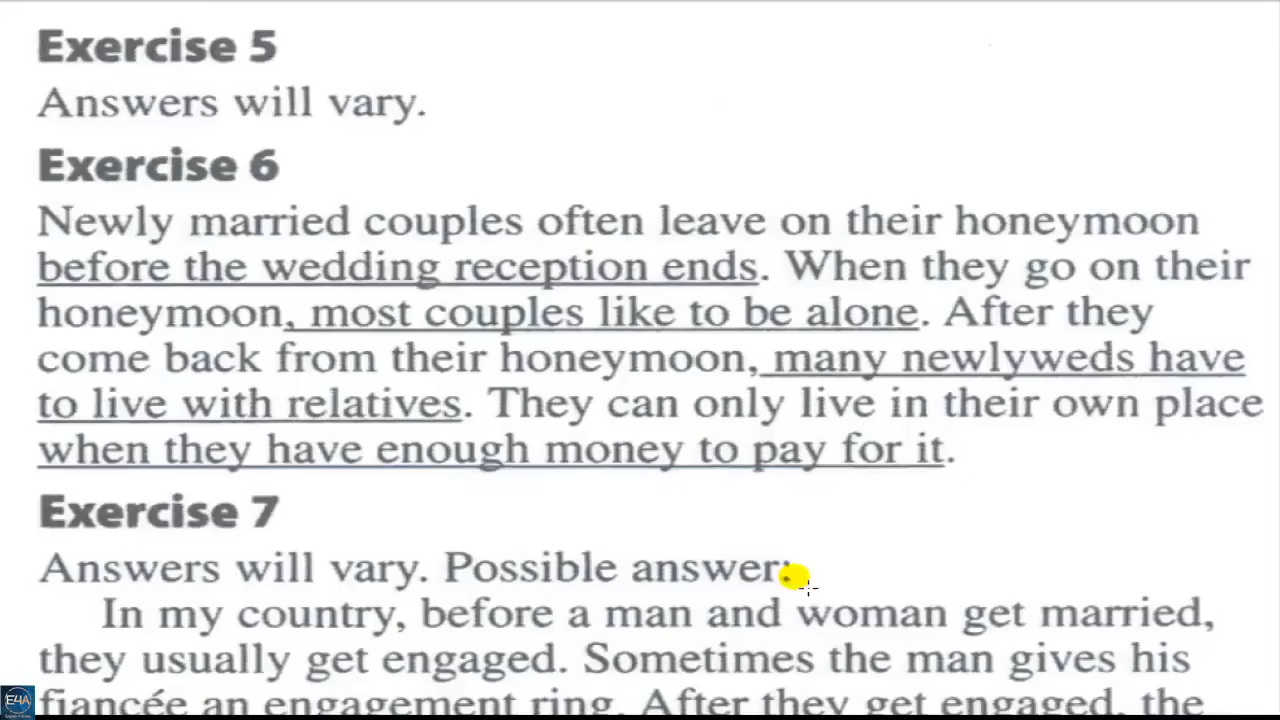 Exercise 5
Answers will vary.
Exercise 6
Newly married couples often leave on their honeymoon
before the wedding reception ends. When they go on their
honeymoon, most couples like to be alone. After they
come back from their honeymoon, many newlyweds have
to live with relatives. They can only live in their own place
when they have enough money to pay for it.
Exercise 7
Answers will vary. Possible answer:
In my country, before a man and woman get married,
they usually get engaged. Sometimes the man gives his
fiancée an engagement ring. After they get engaged, the
E4A